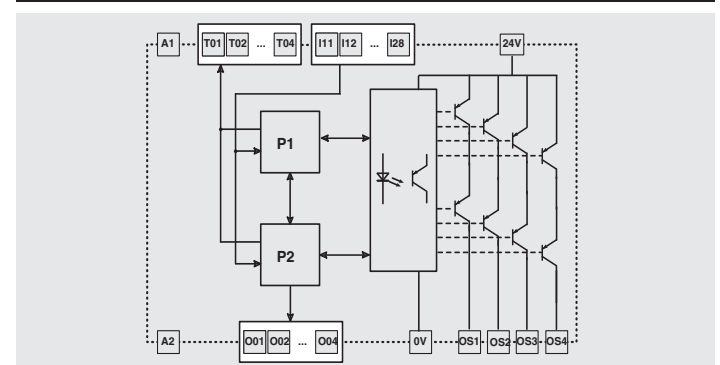 A1 T01 T02 ... T04 I11 I12 ... I28 24V
P1
P2
A2 O01 O02 ... O04 0V OS1 OS2 OS3 OS4